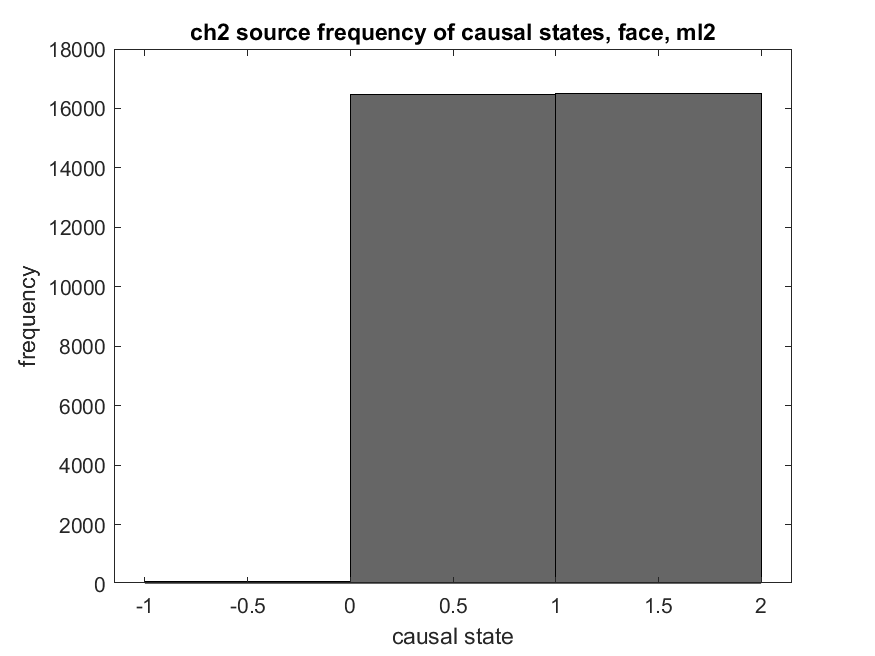 ch2 source frequency of causal states, face, ml2
18000
16000
14000
12000
10000
8000
6000
4000
2000
0
frequency
-1 -0.5 0 0.5 1 1.5 2
causal state